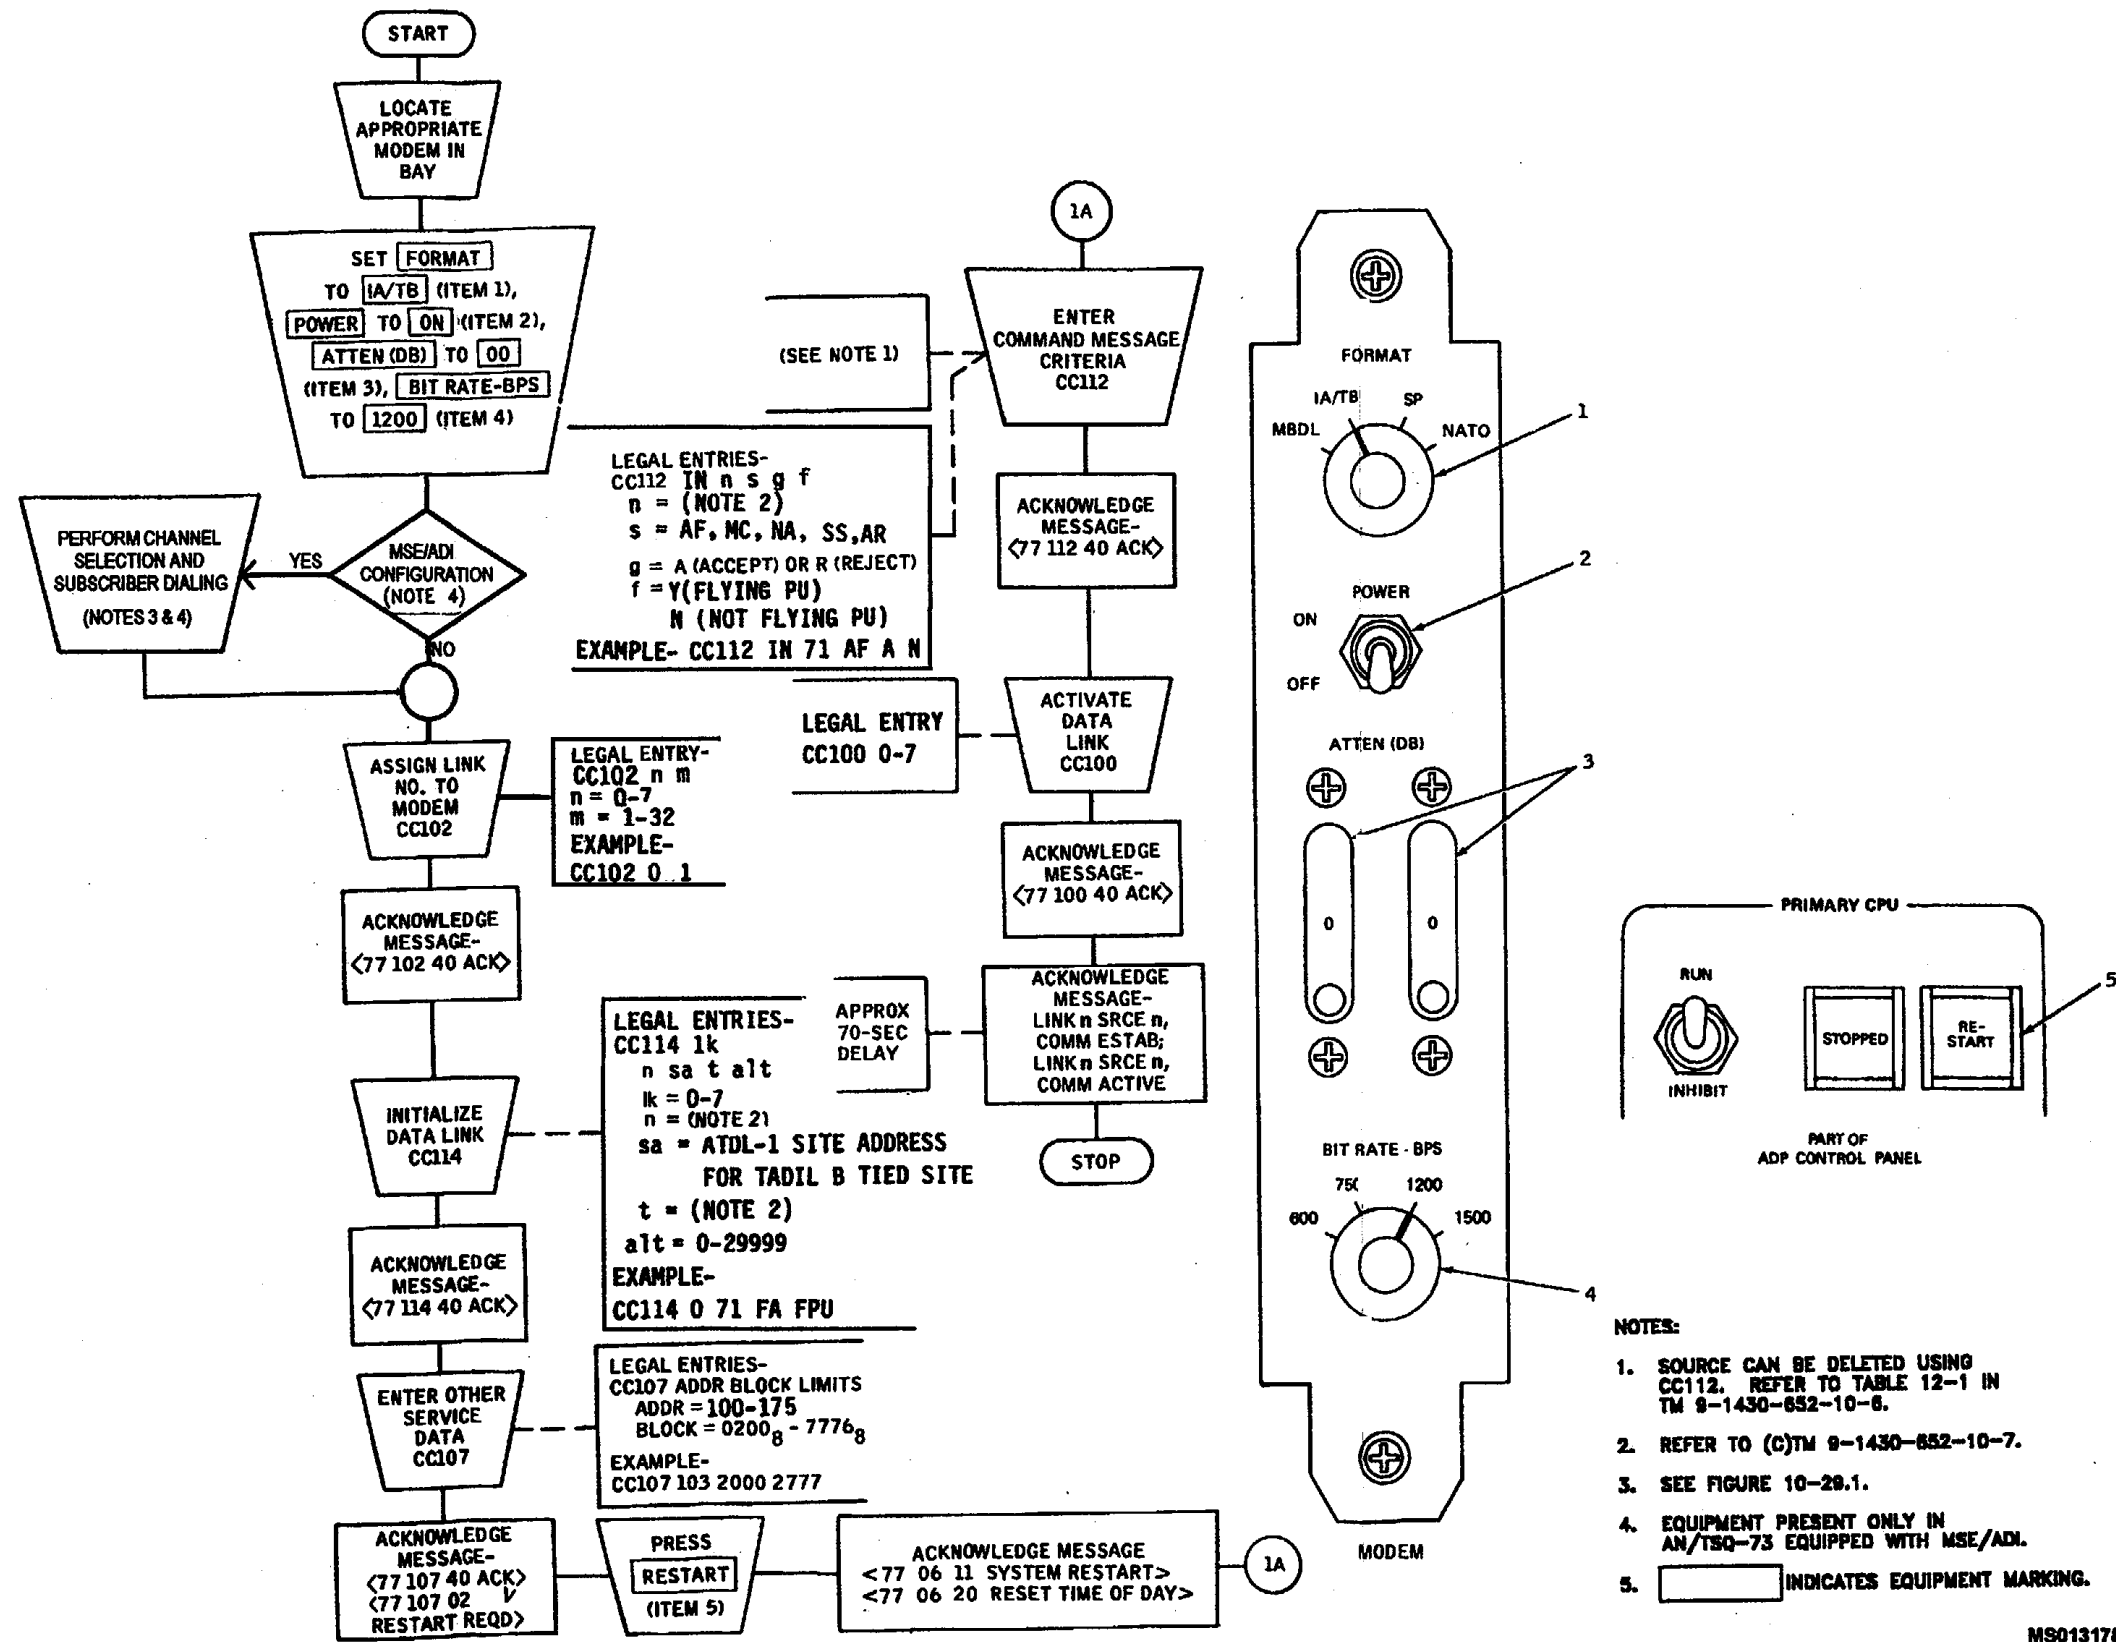 START
LOCATE
APPROPRIATE
MODEM IN
BAY
SET FORMAT
TO IA/TB (ITEM 1),
POWER TO ON (ITEM 2),
ATTEN (DB) TO 00
(ITEM 3), BIT RATE-BPS
TO 1200 (ITEM 4)
MSE/ADI
CONFIGURATION
(NOTE 4)
YES
NO
PERFORM CHANNEL
SELECTION AND
SUBSCRIBER DIALING
(NOTES 3 & 4)
ASSIGN LINK
NO. TO
MODEM
CC102
LEGAL ENTRY-
CC102 n m
n = 0-7
m = 1-32
EXAMPLE-
CC102 0 1
ACKNOWLEDGE
MESSAGE-
<77 102 40 ACK>
INITIALIZE
DATA LINK
CC114
LEGAL ENTRIES-
CC114 1k
n sa t alt
lk = 0-7
n = (NOTE 2)
sa = ATDL-1 SITE ADDRESS
FOR TADIL B TIED SITE
t = (NOTE 2)
alt = 0-29999
EXAMPLE-
CC114 0 71 FA FPU
ACKNOWLEDGE
MESSAGE-
<77 114 40 ACK>
ENTER OTHER
SERVICE
DATA
CC107
LEGAL ENTRIES-
CC107 ADDR BLOCK LIMITS
ADDR = 100-175
BLOCK = 0200₈ - 7776₈
EXAMPLE-
CC107 103 2000 2777
ACKNOWLEDGE
MESSAGE-
<77 107 40 ACK>
<77 107 02 V
RESTART REQD>
PRESS
RESTART
(ITEM 5)
ACKNOWLEDGE MESSAGE
<77 06 11 SYSTEM RESTART>
<77 06 20 RESET TIME OF DAY>
1A
1A
ENTER
COMMAND MESSAGE
CRITERIA
CC112
(SEE NOTE 1)
LEGAL ENTRIES-
CC112 IN n s g f
n = (NOTE 2)
s = AF, MC, NA, SS,AR
g = A (ACCEPT) OR R (REJECT)
f = Y(FLYING PU)
N (NOT FLYING PU)
EXAMPLE- CC112 IN 71 AF A N
ACKNOWLEDGE
MESSAGE-
<77 112 40 ACK>
ACTIVATE
DATA
LINK
CC100
LEGAL ENTRY
CC100 0-7
ACKNOWLEDGE
MESSAGE-
<77 100 40 ACK>
ACKNOWLEDGE
MESSAGE-
LINK n SRCE n,
COMM ESTAB;
LINK n SRCE n,
COMM ACTIVE
APPROX
70-SEC
DELAY
STOP
FORMAT
IA/TB SP
MBDL NATO
1
POWER
2
ON
OFF
ATTEN (DB)
3
0 0
BIT RATE - BPS
750 1200
600 1500
4
MODEM
PRIMARY CPU
RUN
INHIBIT
STOPPED
RE-
START
5
PART OF
ADP CONTROL PANEL
NOTES:
1. SOURCE CAN BE DELETED USING
CC112. REFER TO TABLE 12-1 IN
TM 9-1430-652-10-6.
2. REFER TO (C)TM 9-1430-652-10-7.
3. SEE FIGURE 10-29.1.
4. EQUIPMENT PRESENT ONLY IN
AN/TSQ-73 EQUIPPED WITH MSE/ADI.
5. INDICATES EQUIPMENT MARKING.
MS013178